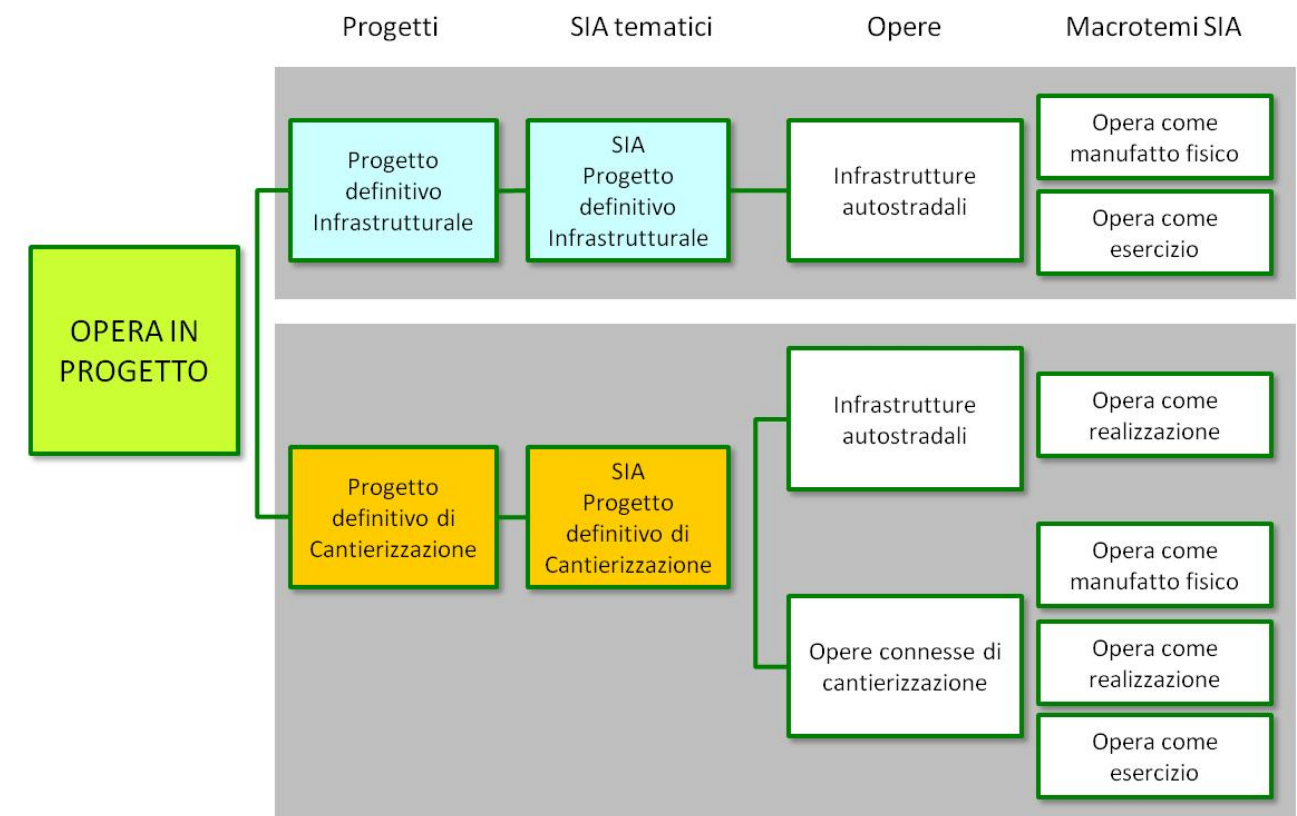 Progetti
SIA tematici
Opere
Macrotemi SIA
OPERA IN
PROGETTO
Progetto
definitivo
Infrastrutturale
SIA
Progetto
definitivo
Infrastrutturale
Infrastrutture
autostradali
Opera come
manufatto fisico
Opera come
esercizio
Progetto
definitivo di
Cantierizzazione
SIA
Progetto
definitivo di
Cantierizzazione
Infrastrutture
autostradali
Opera come
realizzazione
Opere connesse di
cantierizzazione
Opera come
manufatto fisico
Opera come
realizzazione
Opera come
esercizio